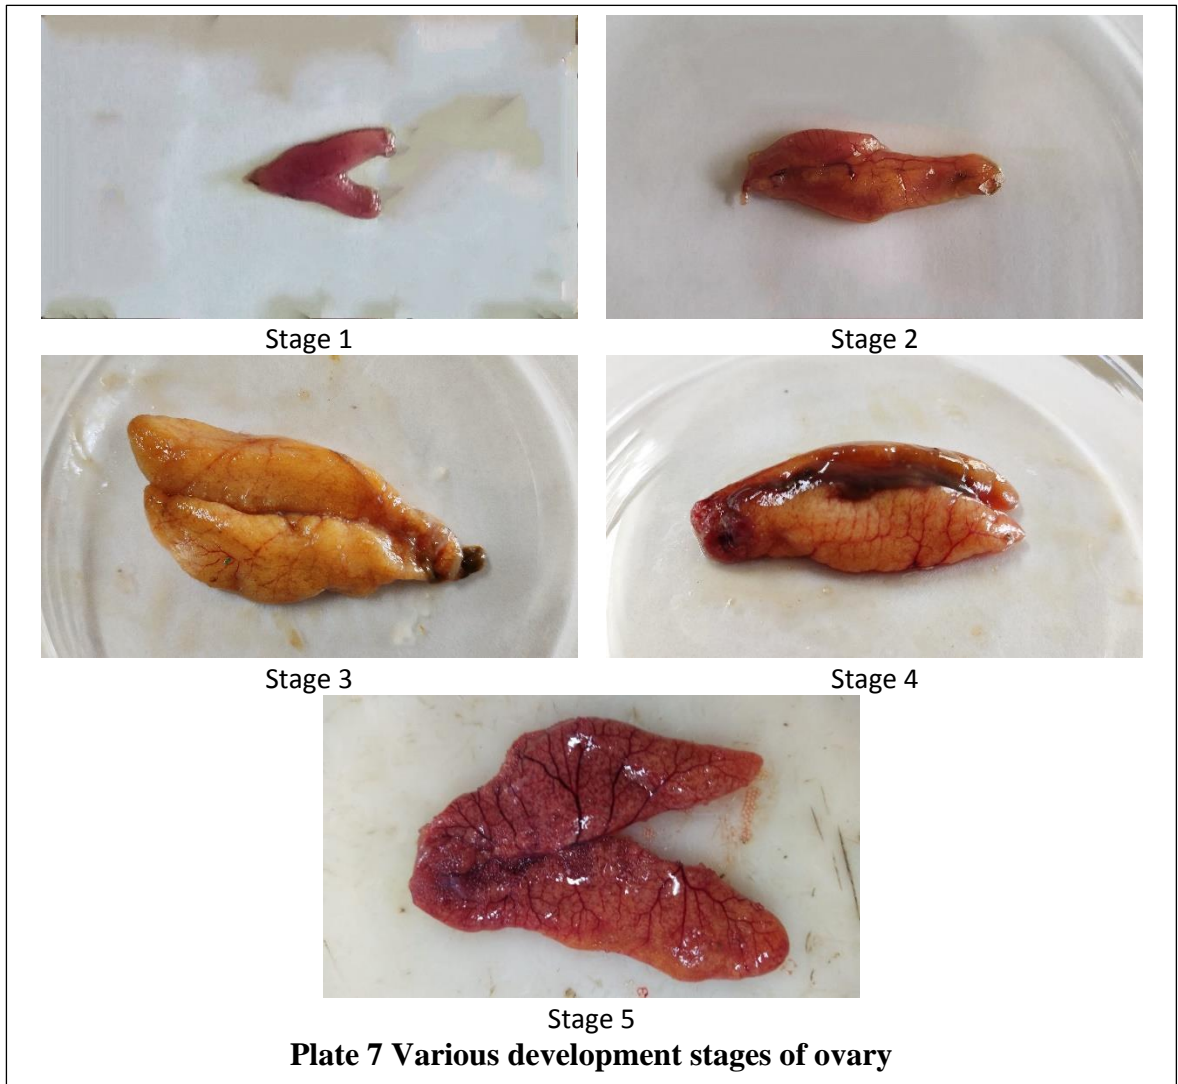 Stage 1
Stage 2
Stage 3
Stage 4
Stage 5
Plate 7 Various development stages of ovary